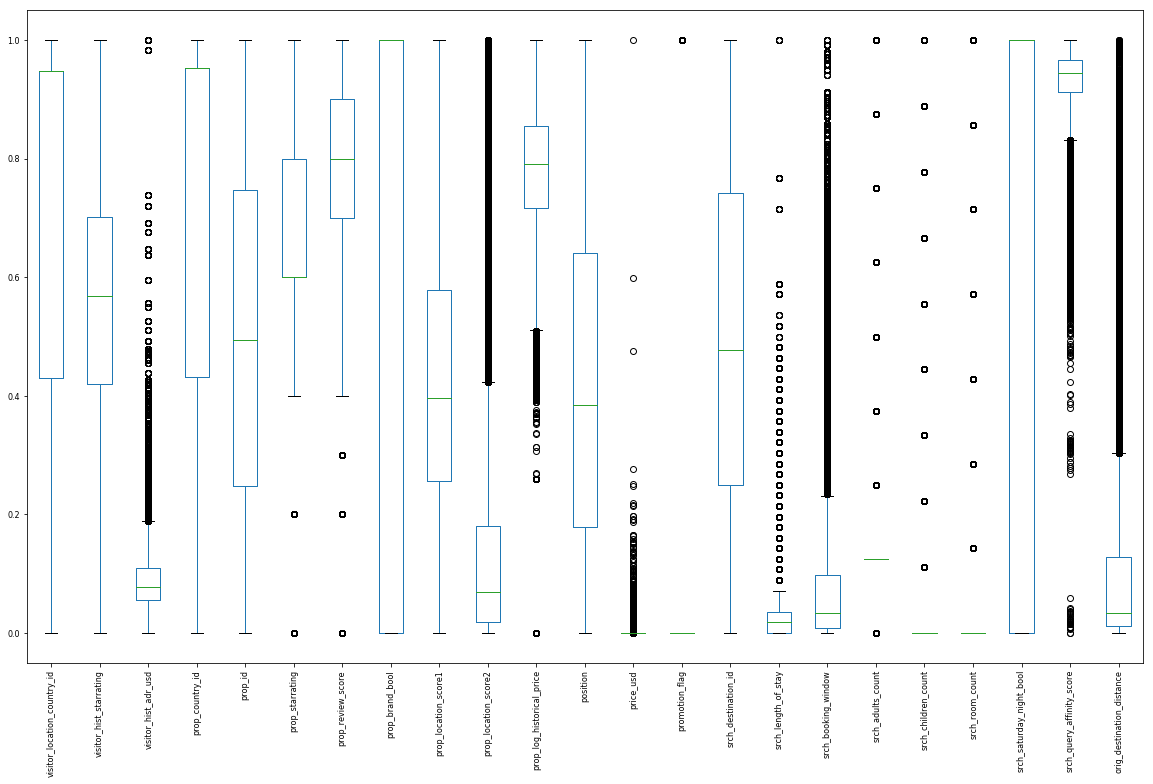 1.0
0.8
0.6
0.4
0.2
0.0
visitor_location_country_id
visitor_hist_starrating
visitor_hist_adr_usd
prop_country_id
prop_id
prop_starrating
prop_review_score
prop_brand_bool
prop_location_score1
prop_location_score2
prop_log_historical_price
position
price_usd
promotion_flag
srch_destination_id
srch_length_of_stay
srch_booking_window
srch_adults_count
srch_children_count
srch_room_count
srch_saturday_night_bool
srch_query_affinity_score
orig_destination_distance